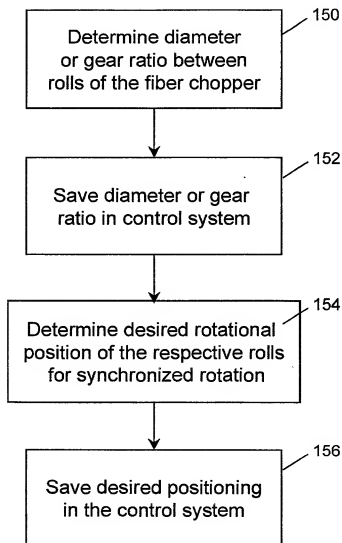 150
Determine diameter
or gear ratio between
rolls of the fiber chopper
152
Save diameter or gear
ratio in control system
154
Determine desired rotational
position of the respective rolls
for synchronized rotation
156
Save desired positioning
in the control system